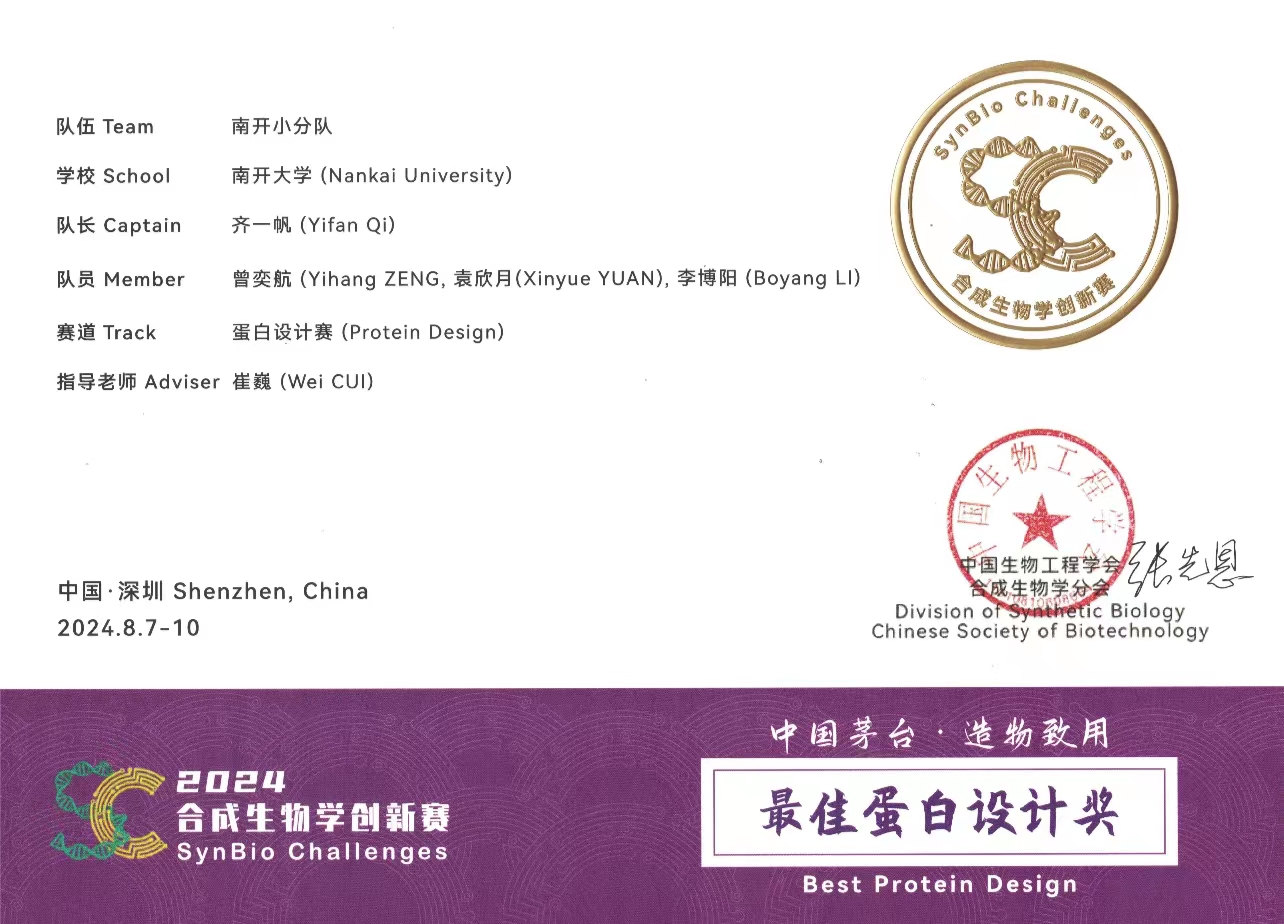 队伍 Team 南开小分队
学校 School 南开大学 (Nankai University)
队长 Captain 齐一帆 (Yifan Qi)
队员 Member 曾奕航 (Yihang ZENG, 袁欣月(Xinyue YUAN), 李博阳 (Boyang LI)
赛道 Track 蛋白设计赛 (Protein Design)
指导老师 Adviser 崔巍 (Wei CUI)
SynBio Challenges
SC
合成生物学创新赛
中国生物工程学会
中国生物工程学会
合成生物学分会
张先恩
Division of Synthetic Biology
Chinese Society of Biotechnology
中国·深圳 Shenzhen, China
2024.8.7-10
SC
2024
合成生物学创新赛
SynBio Challenges
中国茅台·造物致用
最佳蛋白设计奖
Best Protein Design